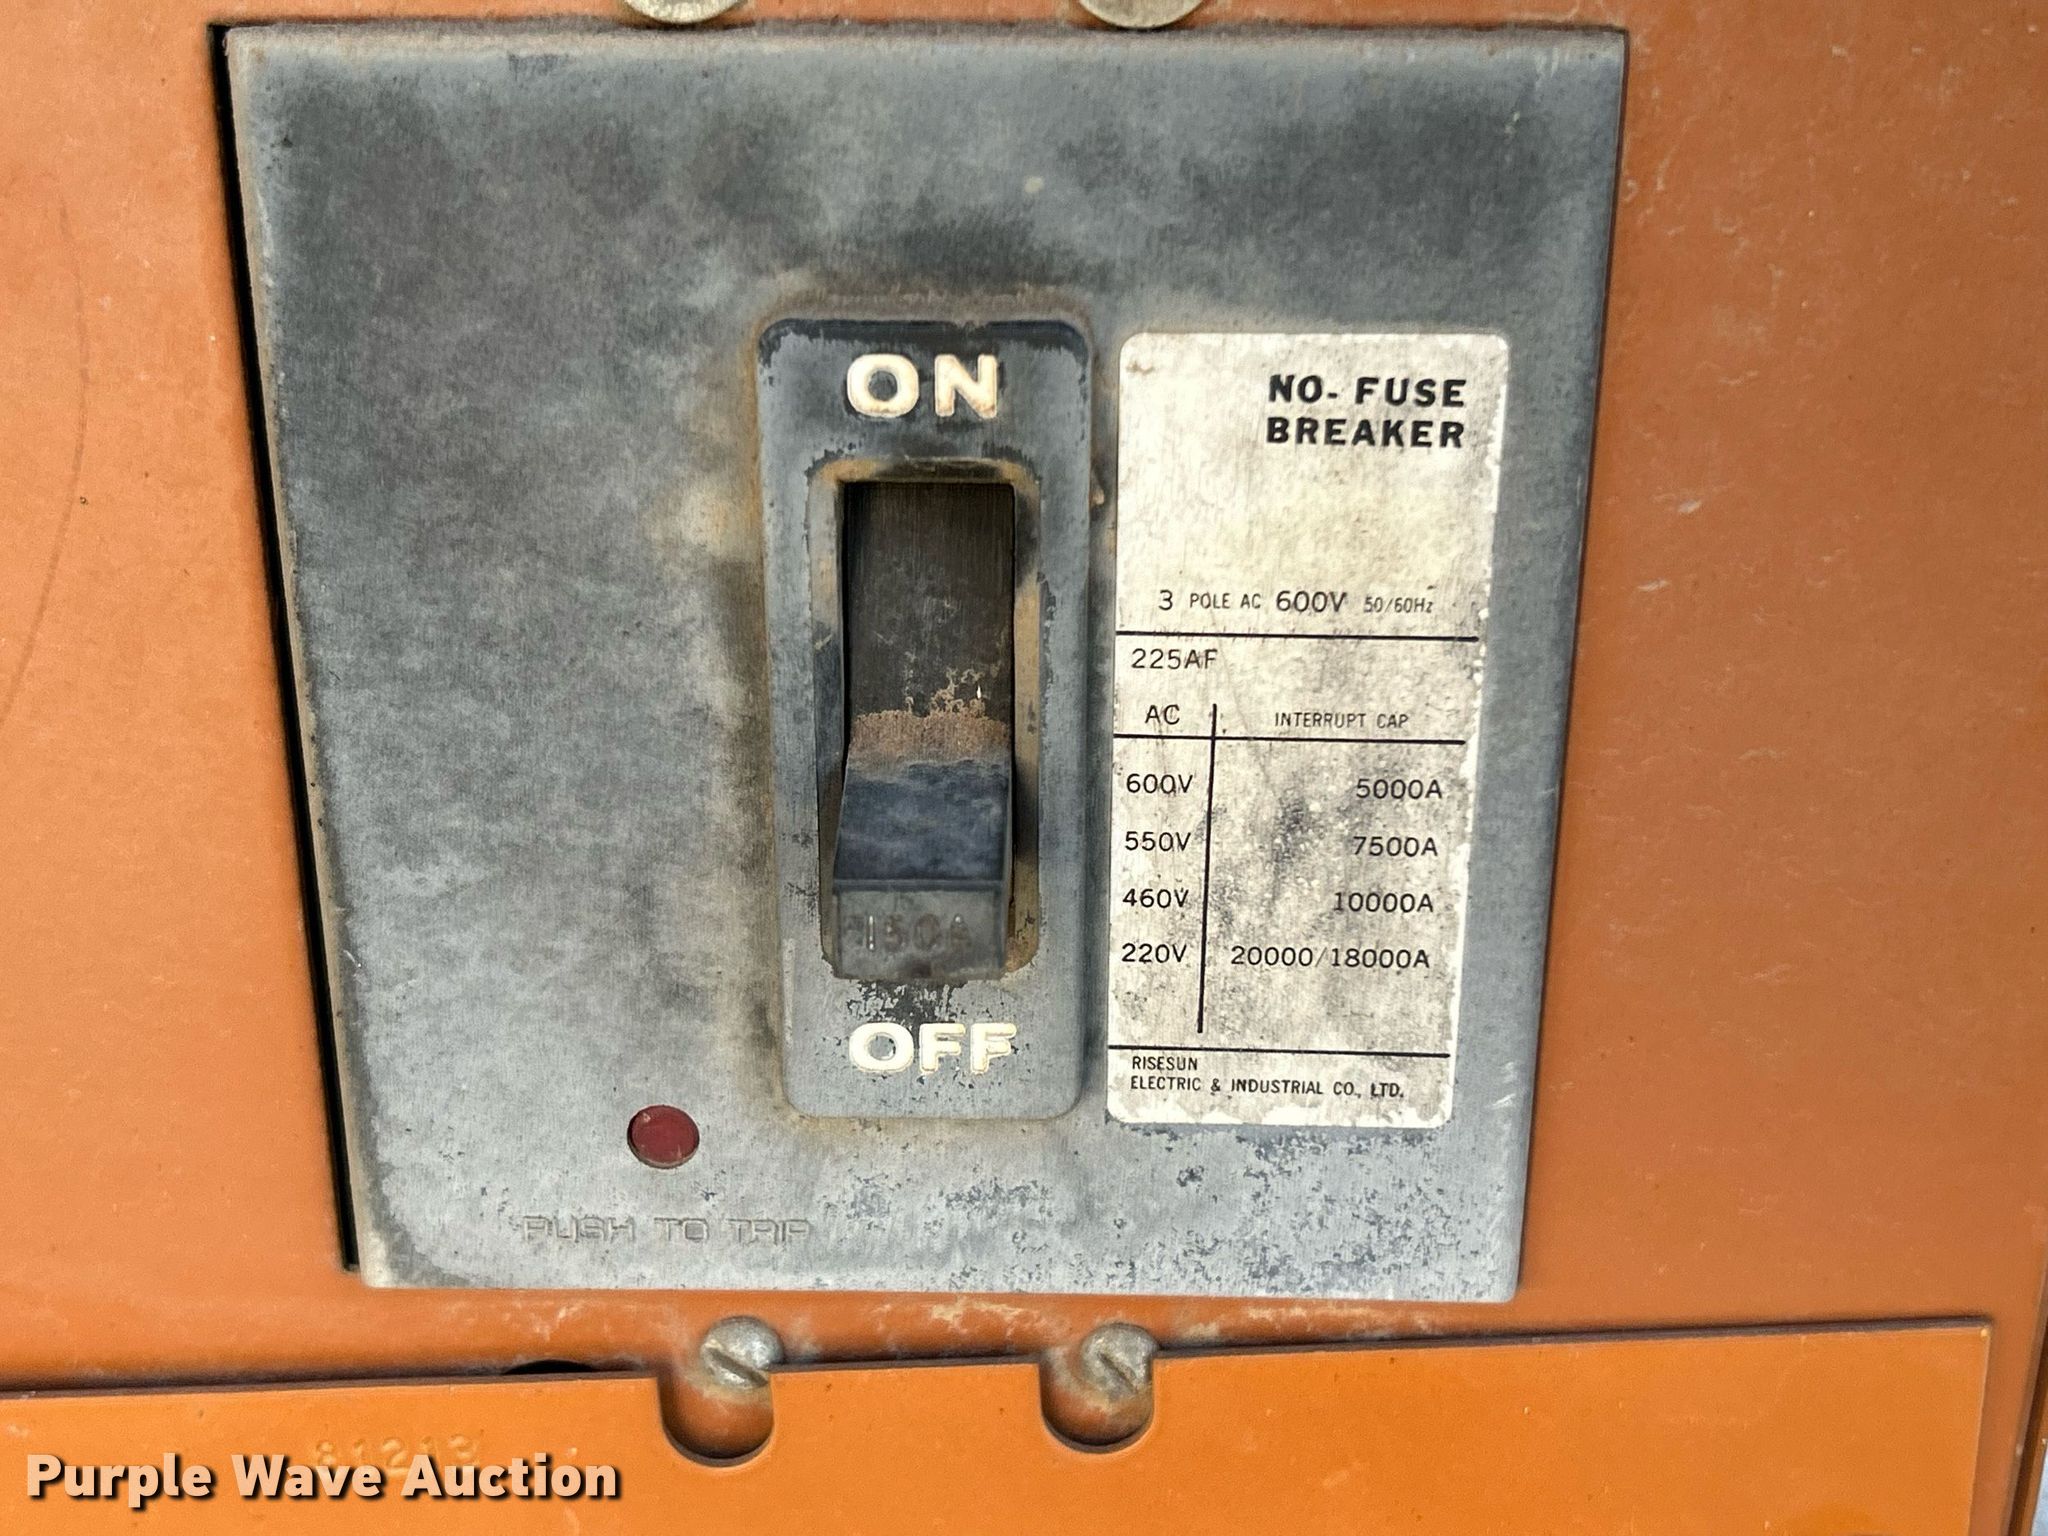 ON
NO- FUSE
BREAKER
3 POLE AC 600V 50/60Hz
225AF
AC INTERRUPT CAP
600V 5000A
550V 7500A
460V 10000A
150A
220V 20000/18000A
OFF
RISESUN
ELECTRIC & INDUSTRIAL CO., LTD.
PUSH TO TRIP
Purple Wave Auction